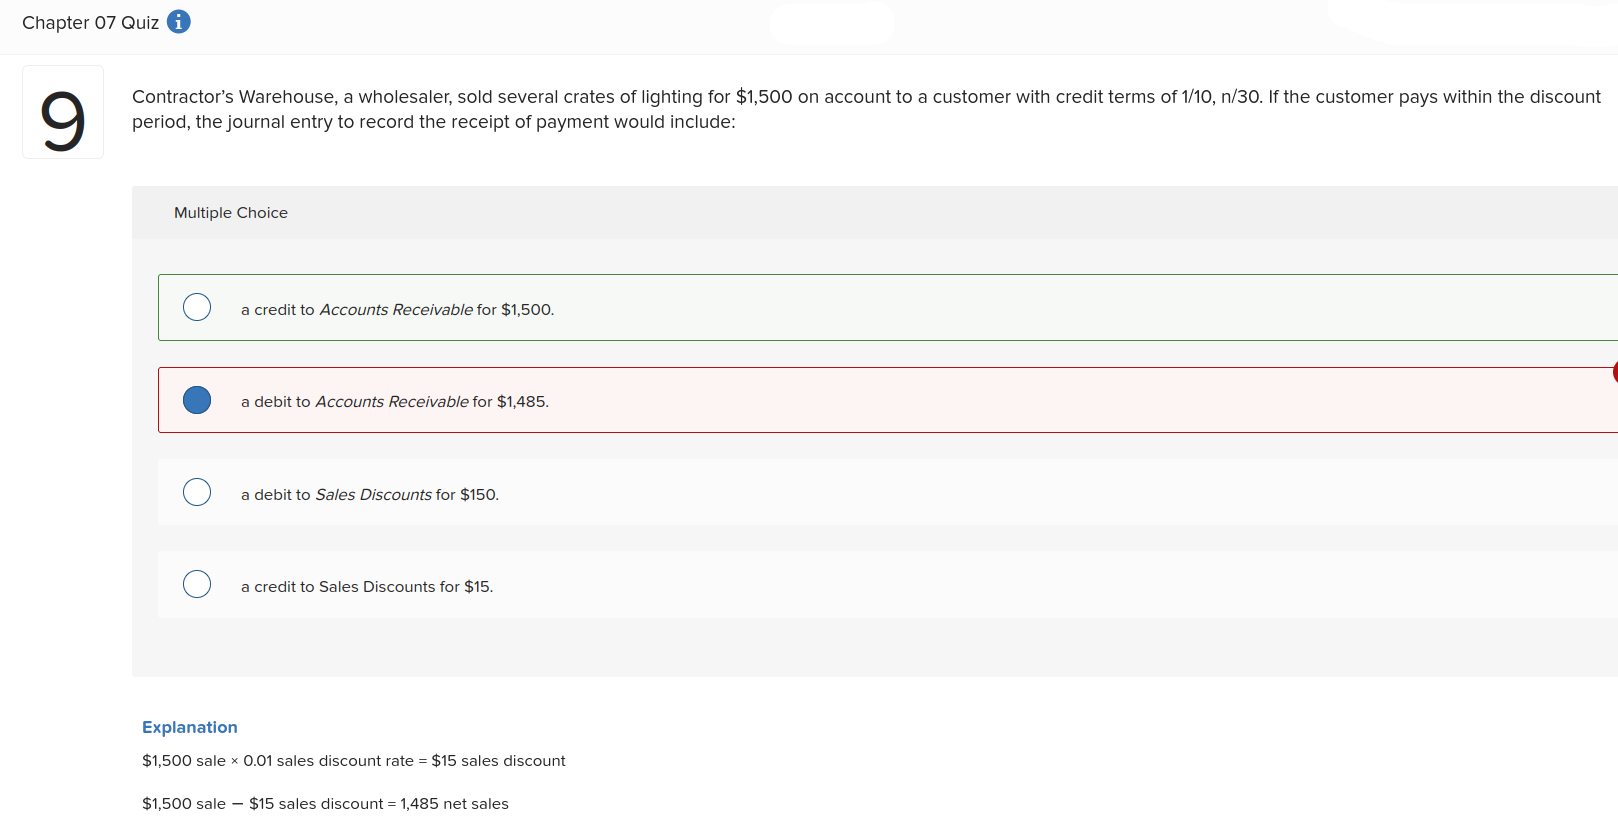 Chapter 07 Quiz i
9
Contractor’s Warehouse, a wholesaler, sold several crates of lighting for $1,500 on account to a customer with credit terms of 1/10, n/30. If the customer pays within the discount
period, the journal entry to record the receipt of payment would include:
Multiple Choice
a credit to Accounts Receivable for $1,500.
a debit to Accounts Receivable for $1,485.
a debit to Sales Discounts for $150.
a credit to Sales Discounts for $15.
Explanation
$1,500 sale × 0.01 sales discount rate = $15 sales discount
$1,500 sale − $15 sales discount = 1,485 net sales